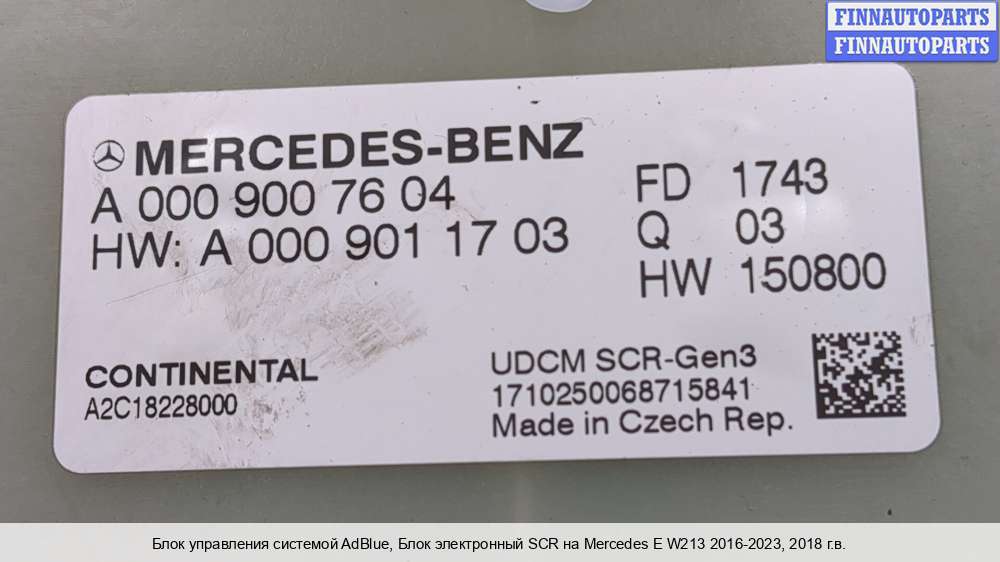 FINNAUTOPARTS
FINNAUTOPARTS
MERCEDES-BENZ
A 000 900 76 04
HW: A 000 901 17 03
FD 1743
Q 03
HW 150800
CONTINENTAL
A2C18228000
UDCM SCR-Gen3
1710250068715841
Made in Czech Rep.
Блок управления системой AdBlue, Блок электронный SCR на Mercedes E W213 2016-2023, 2018 г.в.